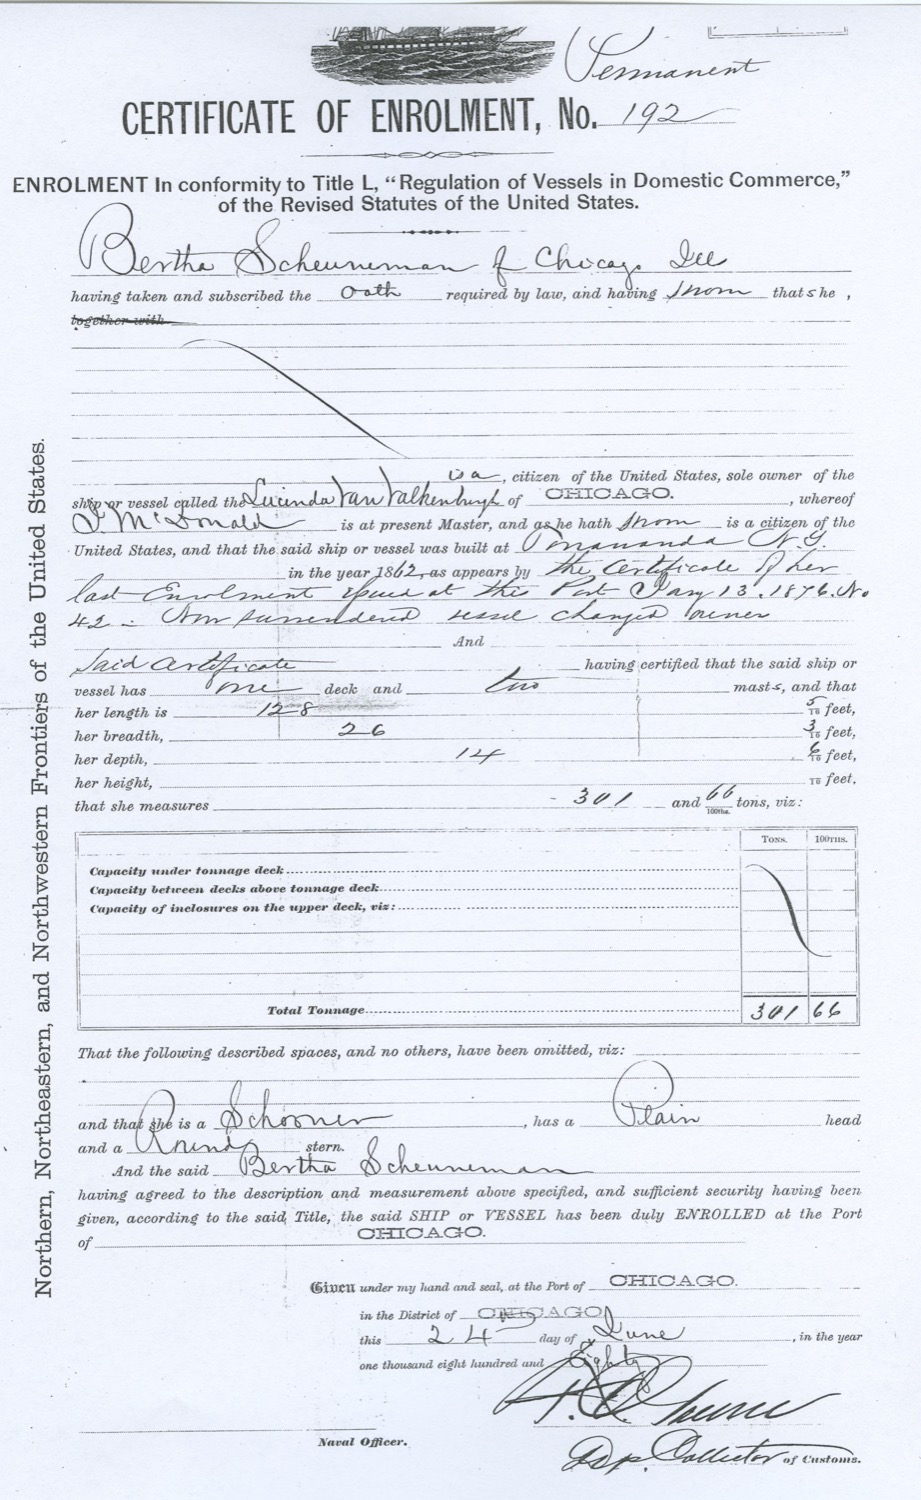 Permanent
CERTIFICATE OF ENROLMENT, No. 192
ENROLMENT In conformity to Title L, "Regulation of Vessels in Domestic Commerce,"
of the Revised Statutes of the United States.
Bertha Scheuneman of Chicago Ill
having taken and subscribed the Oath required by law, and having sworn that she,
together with
is a, citizen of the United States, sole owner of the
ship or vessel called the Lucinda Van Valkenburgh of CHICAGO., whereof
McDonald is at present Master, and as he hath sworn is a citizen of the
United States, and that the said ship or vessel was built at Tonawanda N.Y.
in the year 1862, as appears by the Certificate of her
last Enrolment issued at this Port Jany 13. 1876. No
42 - Now surrendered vessel changed owner
And
Said Certificate having certified that the said ship or
vessel has one deck and two masts, and that
her length is 128 5/10 feet,
her breadth, 26 3/10 feet,
her depth, 14 6/10 feet,
her height, /10 feet.
that she measures 301 and 66/100ths. tons, viz:
TONS. 100THS.
Capacity under tonnage deck
Capacity between decks above tonnage deck
Capacity of inclosures on the upper deck, viz:
Total Tonnage 301 66
That the following described spaces, and no others, have been omitted, viz:
and that she is a Schooner, has a Plain head
and a Round stern.
And the said Bertha Scheuneman
having agreed to the description and measurement above specified, and sufficient security having been
given, according to the said Title, the said SHIP or VESSEL has been duly ENROLLED at the Port
of CHICAGO.
Given under my hand and seal, at the Port of CHICAGO.
in the District of CHICAGO
this 24 day of June, in the year
one thousand eight hundred and Eighty
Naval Officer.
Dep. Collector of Customs.
Northern, Northeastern, and Northwestern Frontiers of the United States.